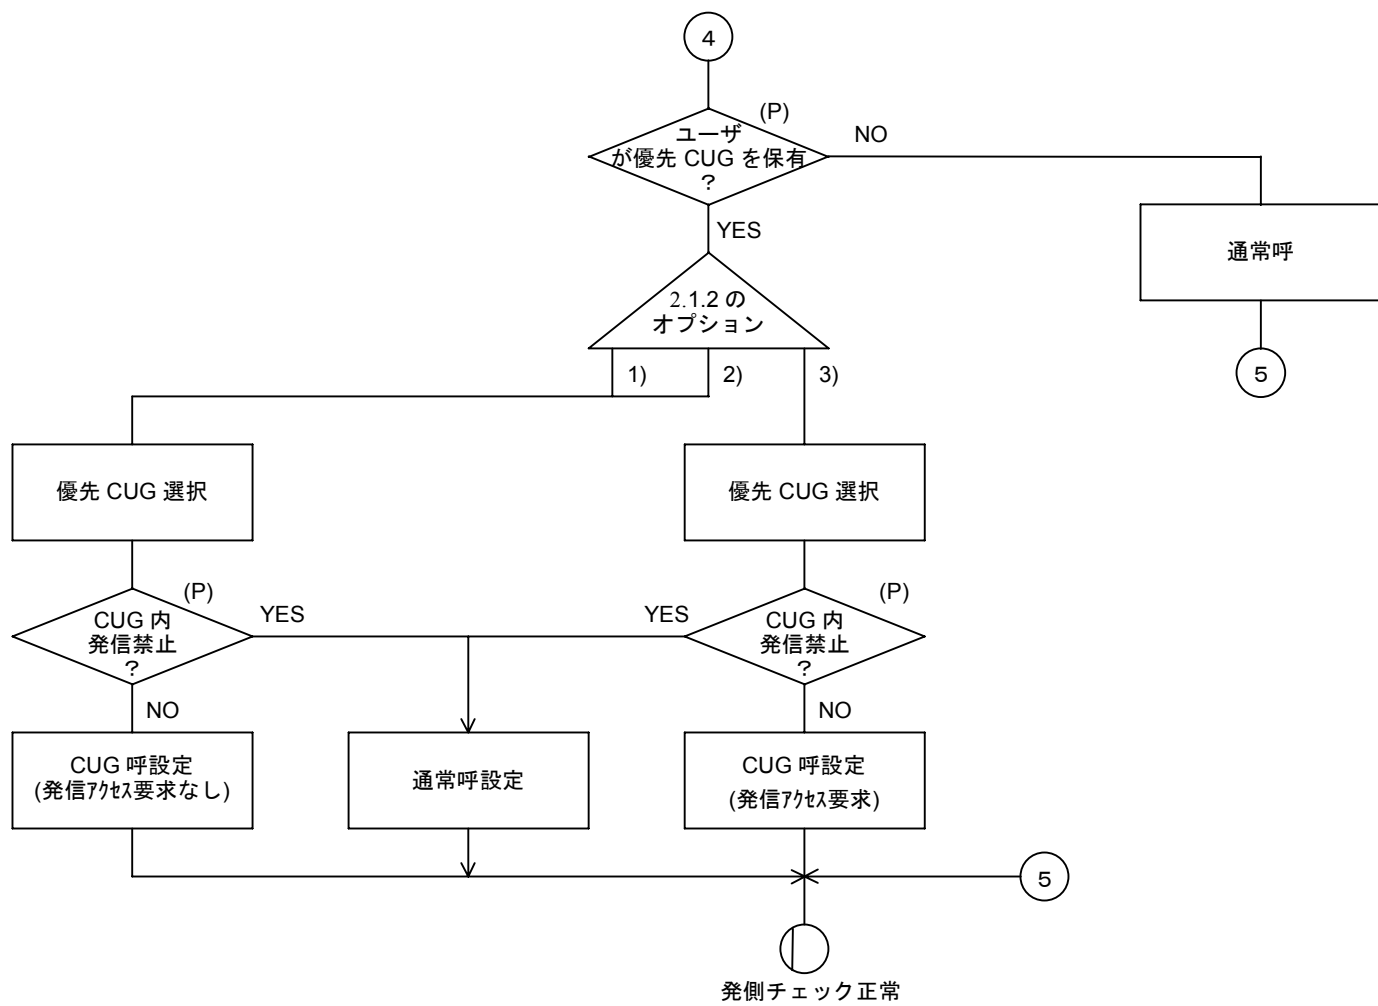 4
(P)
ユーザ
が優先 CUG を保有
？
NO
YES
通常呼
5
2.1.2 の
オプション
1)
2)
3)
優先 CUG 選択
優先 CUG 選択
(P)
CUG 内
発信禁止
？
YES
YES
(P)
CUG 内
発信禁止
？
NO
NO
CUG 呼設定
(発信ｱｸｾｽ要求なし)
通常呼設定
CUG 呼設定
(発信ｱｸｾｽ要求)
5
発側チェック正常